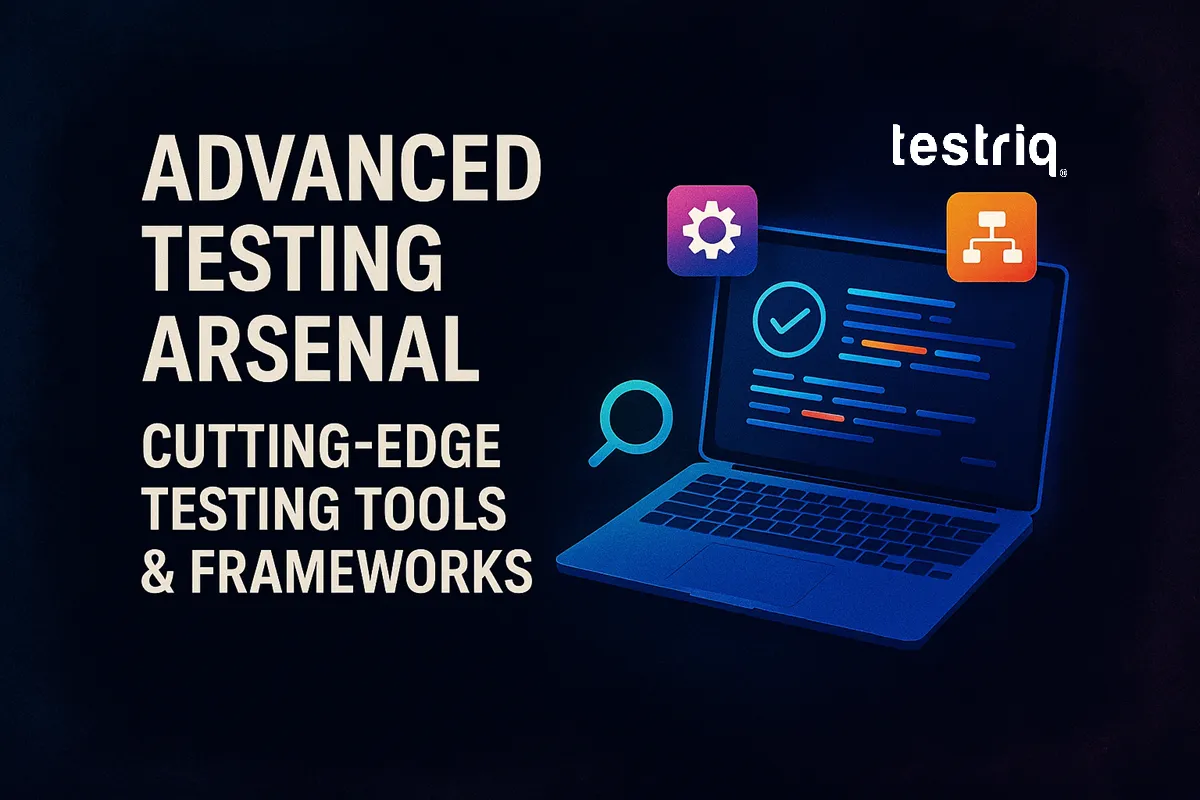 ADVANCED
TESTING
ARSENAL
CUTTING-EDGE
TESTING TOOLS
& FRAMEWORKS
testriq®